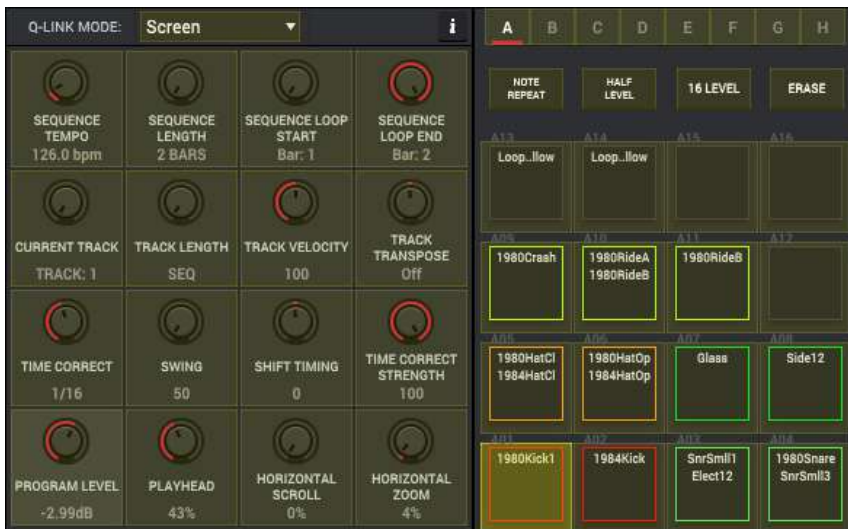 Q-LINK MODE: Screen i
SEQUENCE TEMPO
126.0 bpm
SEQUENCE LENGTH
2 BARS
SEQUENCE LOOP START
Bar: 1
SEQUENCE LOOP END
Bar: 2
CURRENT TRACK
TRACK: 1
TRACK LENGTH
SEQ
TRACK VELOCITY
100
TRACK TRANSPOSE
Off
TIME CORRECT
1/16
SWING
50
SHIFT TIMING
0
TIME CORRECT STRENGTH
100
PROGRAM LEVEL
-2.99dB
PLAYHEAD
43%
HORIZONTAL SCROLL
0%
HORIZONTAL ZOOM
4%
A B C D E F G H
NOTE REPEAT
HALF LEVEL
16 LEVEL
ERASE
A13 A14 A15 A16
Loop..llow
Loop..llow
A09 A10 A11 A12
1980Crash
1980RideA
1980RideB
1980RideB
A05 A06 A07 A08
1980HatCl
1984HatCl
1980HatOp
1984HatOp
Glass
Side12
A01 A02 A03 A04
1980Kick1
1984Kick
SnrSmll1
Elect12
1980Snare
SnrSmll3